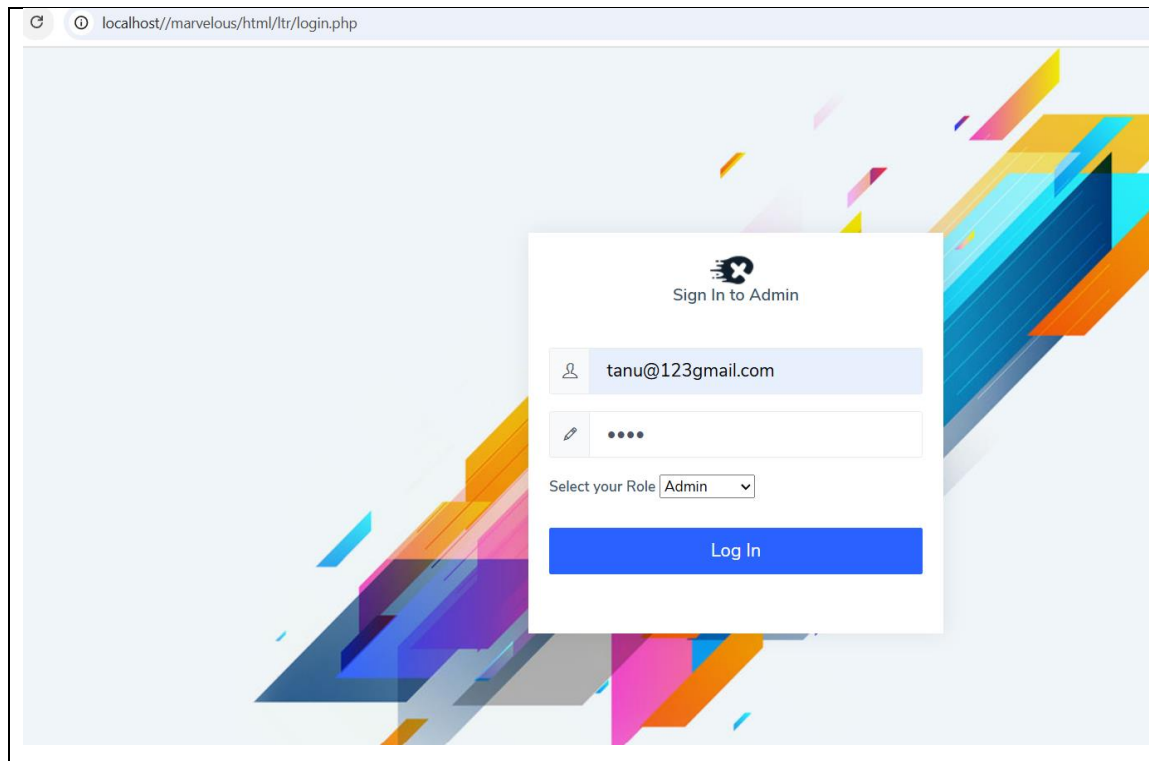 localhost//marvelous/html/ltr/login.php
Sign In to Admin
tanu@123gmail.com
••••
Select your Role Admin
Log In